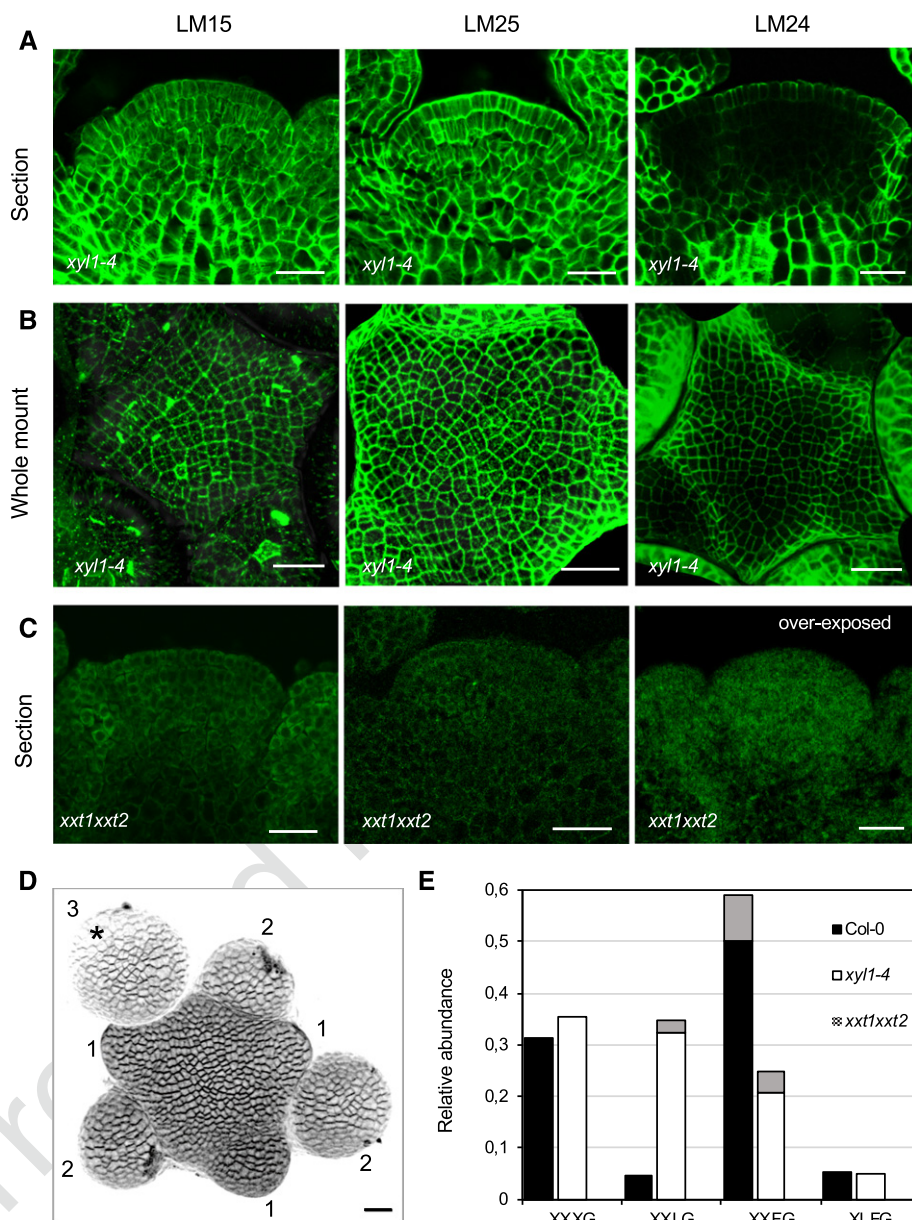 LM15 LM25 LM24
A
Section
xyl1-4 xyl1-4 xyl1-4
B
Whole mount
xyl1-4 xyl1-4 xyl1-4
C
over-exposed
Section
xxt1xxt2 xxt1xxt2 xxt1xxt2
D
3
*
2
1
1
2
2
1
E
0,6
0,5
0,4
0,3
0,2
0,1
0
Relative abundance
Col-0
xyl1-4
xxt1xxt2
XXXG XXLG XXFG XLFG